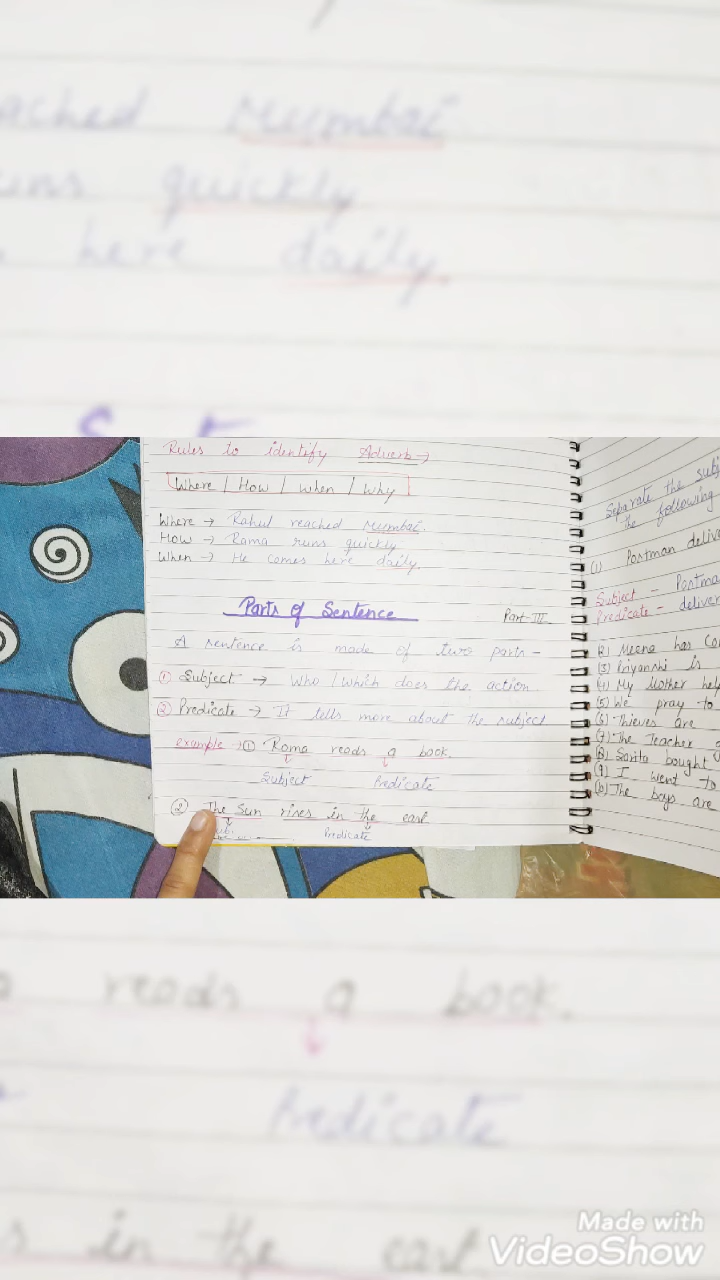 ached Mumbai
uns quickly
here daily.
Rules to identify Adverb →
Where | How | when | why
Where → Rahul reached Mumbai.
How → Rama runs quickly
When → He comes here daily.
Parts of Sentence
Part-III
A sentence is made of two parts -
① Subject → Who / which does the action
② Predicate → It tells more about the subject
example → ① Rama reads a book.
Subject Predicate
② The Sun rises in the east
Sub. Predicate
Separate the subj
the following
(1) Postman delive
Subject - Postma
Predicate - deliver
(2) Meena has Co
(3) Priyanshi is
(4) My Mother hel
(5) We pray to
(6) Thieves are
(7) The Teacher
(8) Sarita bought
(9) I went to
(10) The boys are
reads a book.
Predicate
s in the east
Made with
VideoShow